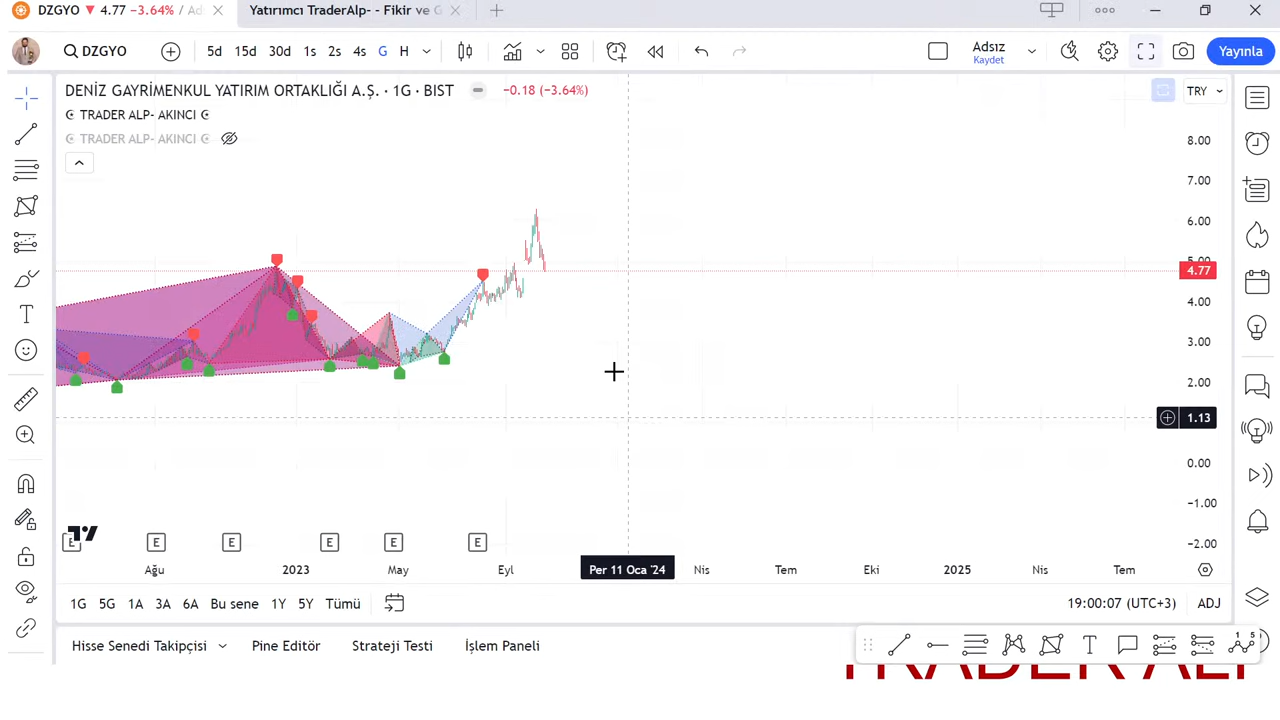 DZGYO 4.77 −3.64% / Ad
Yatırımcı TraderAlp- - Fikir ve G
DZGYO 5d 15d 30d 1s 2s 4s G H
Adsız
Kaydet
Yayınla
DENİZ GAYRİMENKUL YATIRIM ORTAKLIĞI A.Ş. · 1G · BIST −0.18 (−3.64%)
TRY
TRADER ALP- AKINCI
TRADER ALP- AKINCI
8.00
7.00
6.00
5.00
4.77
4.00
3.00
2.00
1.13
0.00
−1.00
−2.00
E E E E E E
Ağu 2023 May Eyl Per 11 Oca '24 Nis Tem Eki 2025 Nis Tem
1G 5G 1A 3A 6A Bu sene 1Y 5Y Tümü 19:00:07 (UTC+3) ADJ
Hisse Senedi Takipçisi Pine Editör Strateji Testi İşlem Paneli
TRADER ALP